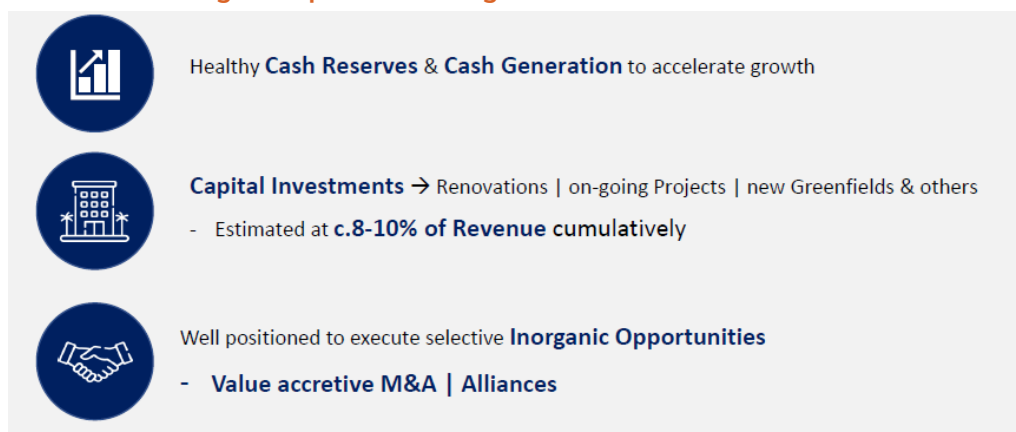 Healthy Cash Reserves & Cash Generation to accelerate growth
Capital Investments → Renovations | on-going Projects | new Greenfields & others
- Estimated at c.8-10% of Revenue cumulatively
Well positioned to execute selective Inorganic Opportunities
- Value accretive M&A | Alliances